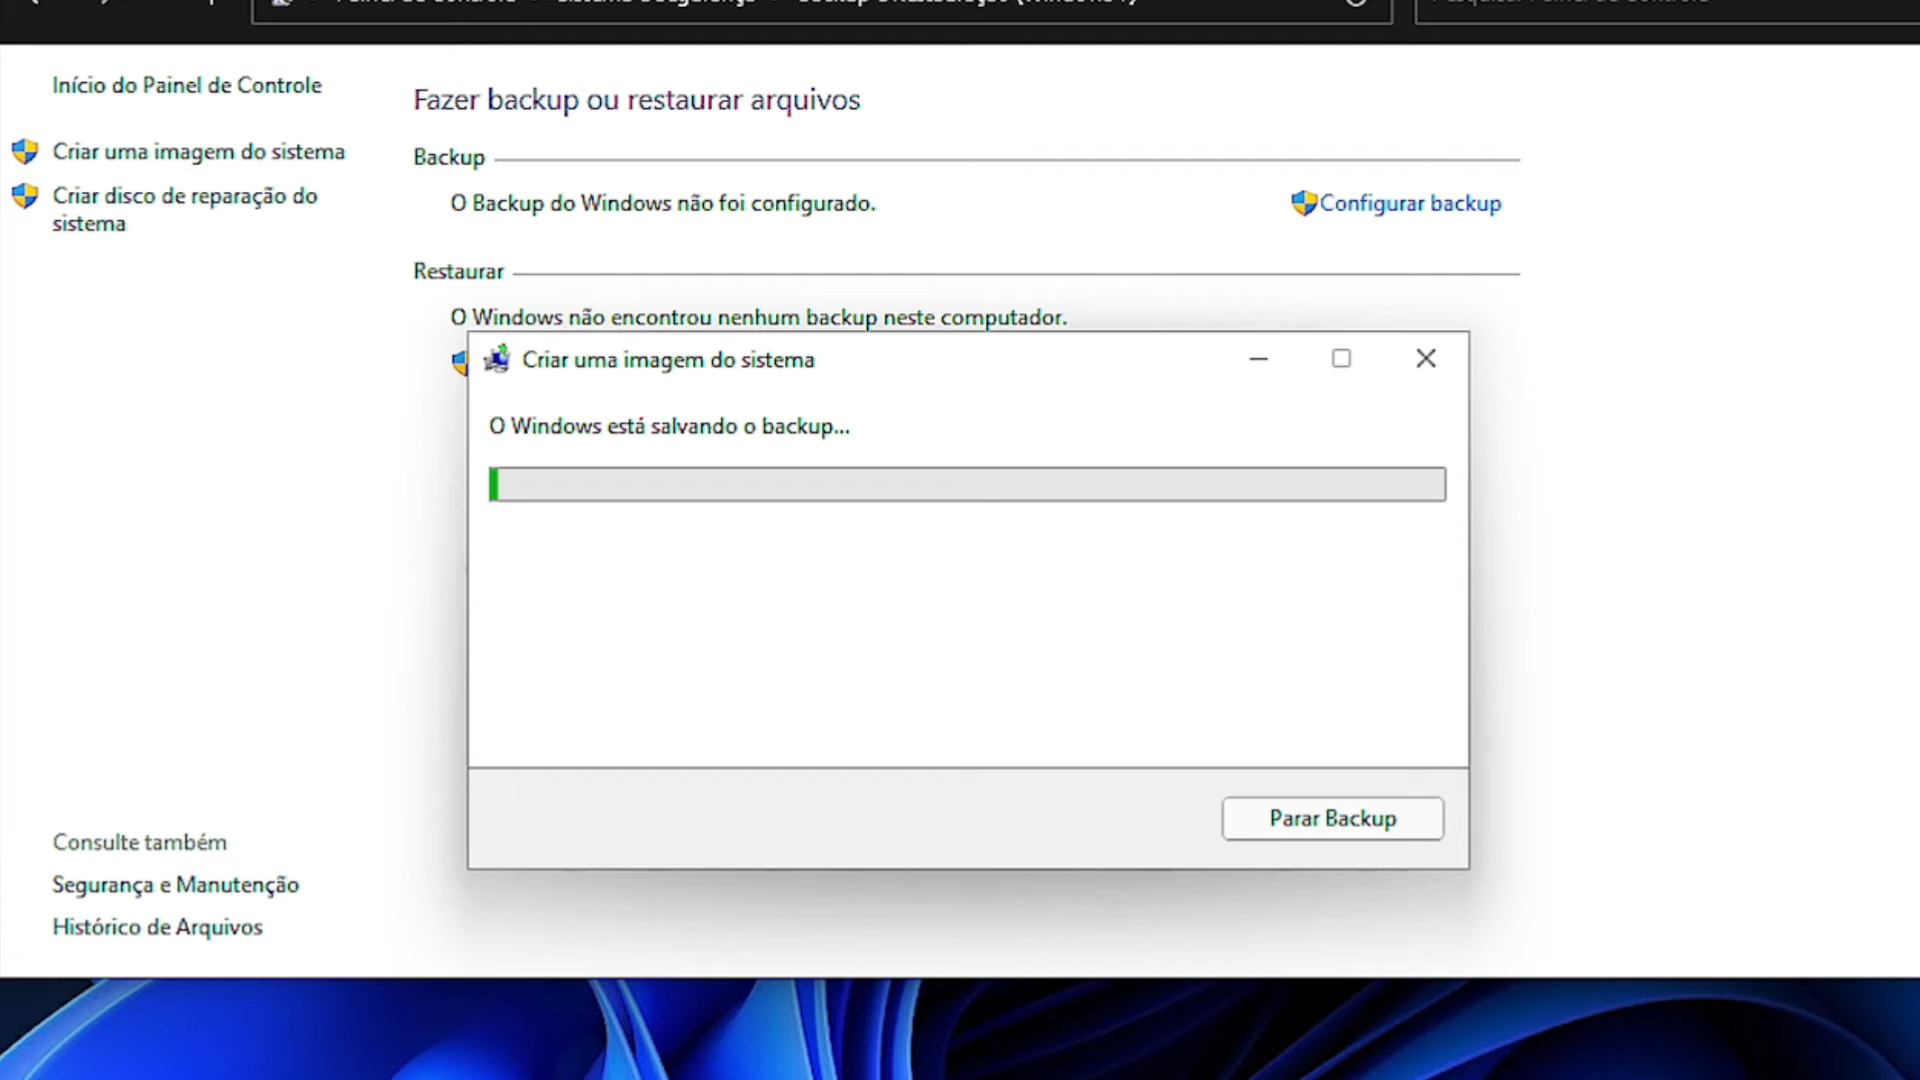 Início do Painel de Controle
Criar uma imagem do sistema
Criar disco de reparação do
sistema
Fazer backup ou restaurar arquivos
Backup
O Backup do Windows não foi configurado.
Configurar backup
Restaurar
O Windows não encontrou nenhum backup neste computador.
Criar uma imagem do sistema
O Windows está salvando o backup...
Parar Backup
Consulte também
Segurança e Manutenção
Histórico de Arquivos